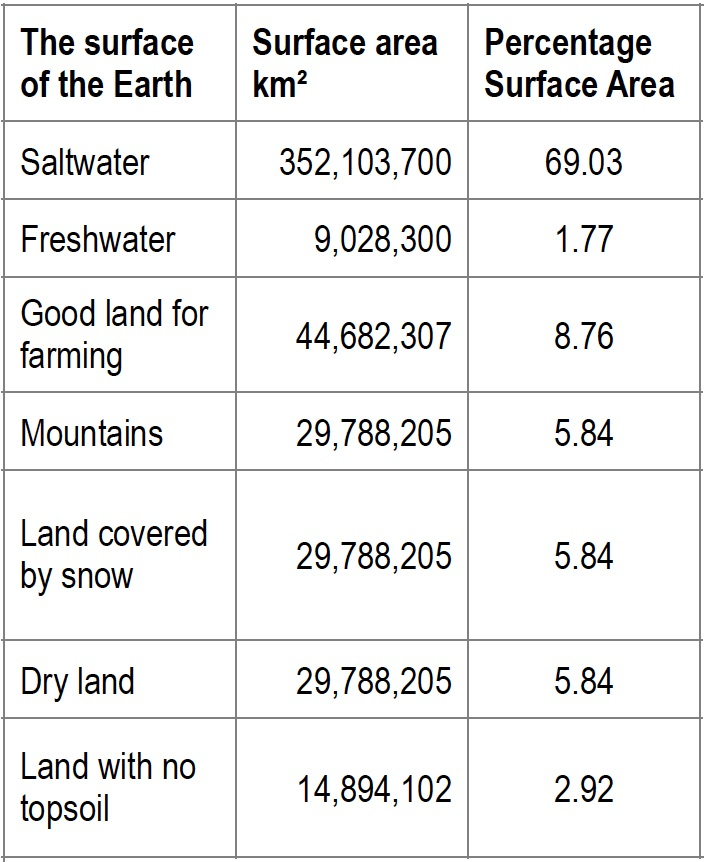 The surface
of the Earth
Surface area
km²
Percentage
Surface Area
Saltwater
352,103,700
69.03
Freshwater
9,028,300
1.77
Good land for
farming
44,682,307
8.76
Mountains
29,788,205
5.84
Land covered
by snow
29,788,205
5.84
Dry land
29,788,205
5.84
Land with no
topsoil
14,894,102
2.92